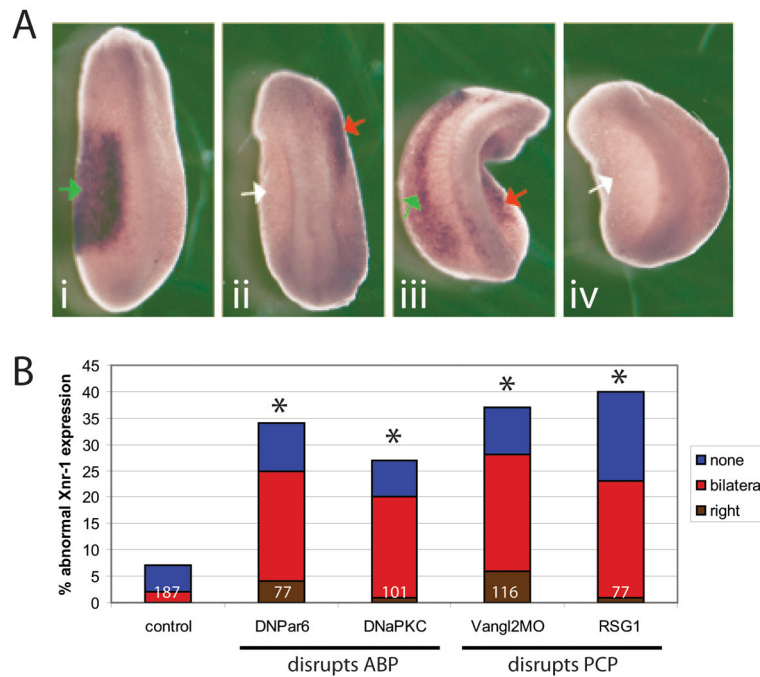 A
i
ii
iii
iv
B
% abnormal Xnr-1 expression
45
40
35
30
25
20
15
10
5
0
*
*
*
*
187
77
101
116
77
none
bilatera
right
control
DNPar6
DNaPKC
Vangl2MO
RSG1
disrupts ABP
disrupts PCP